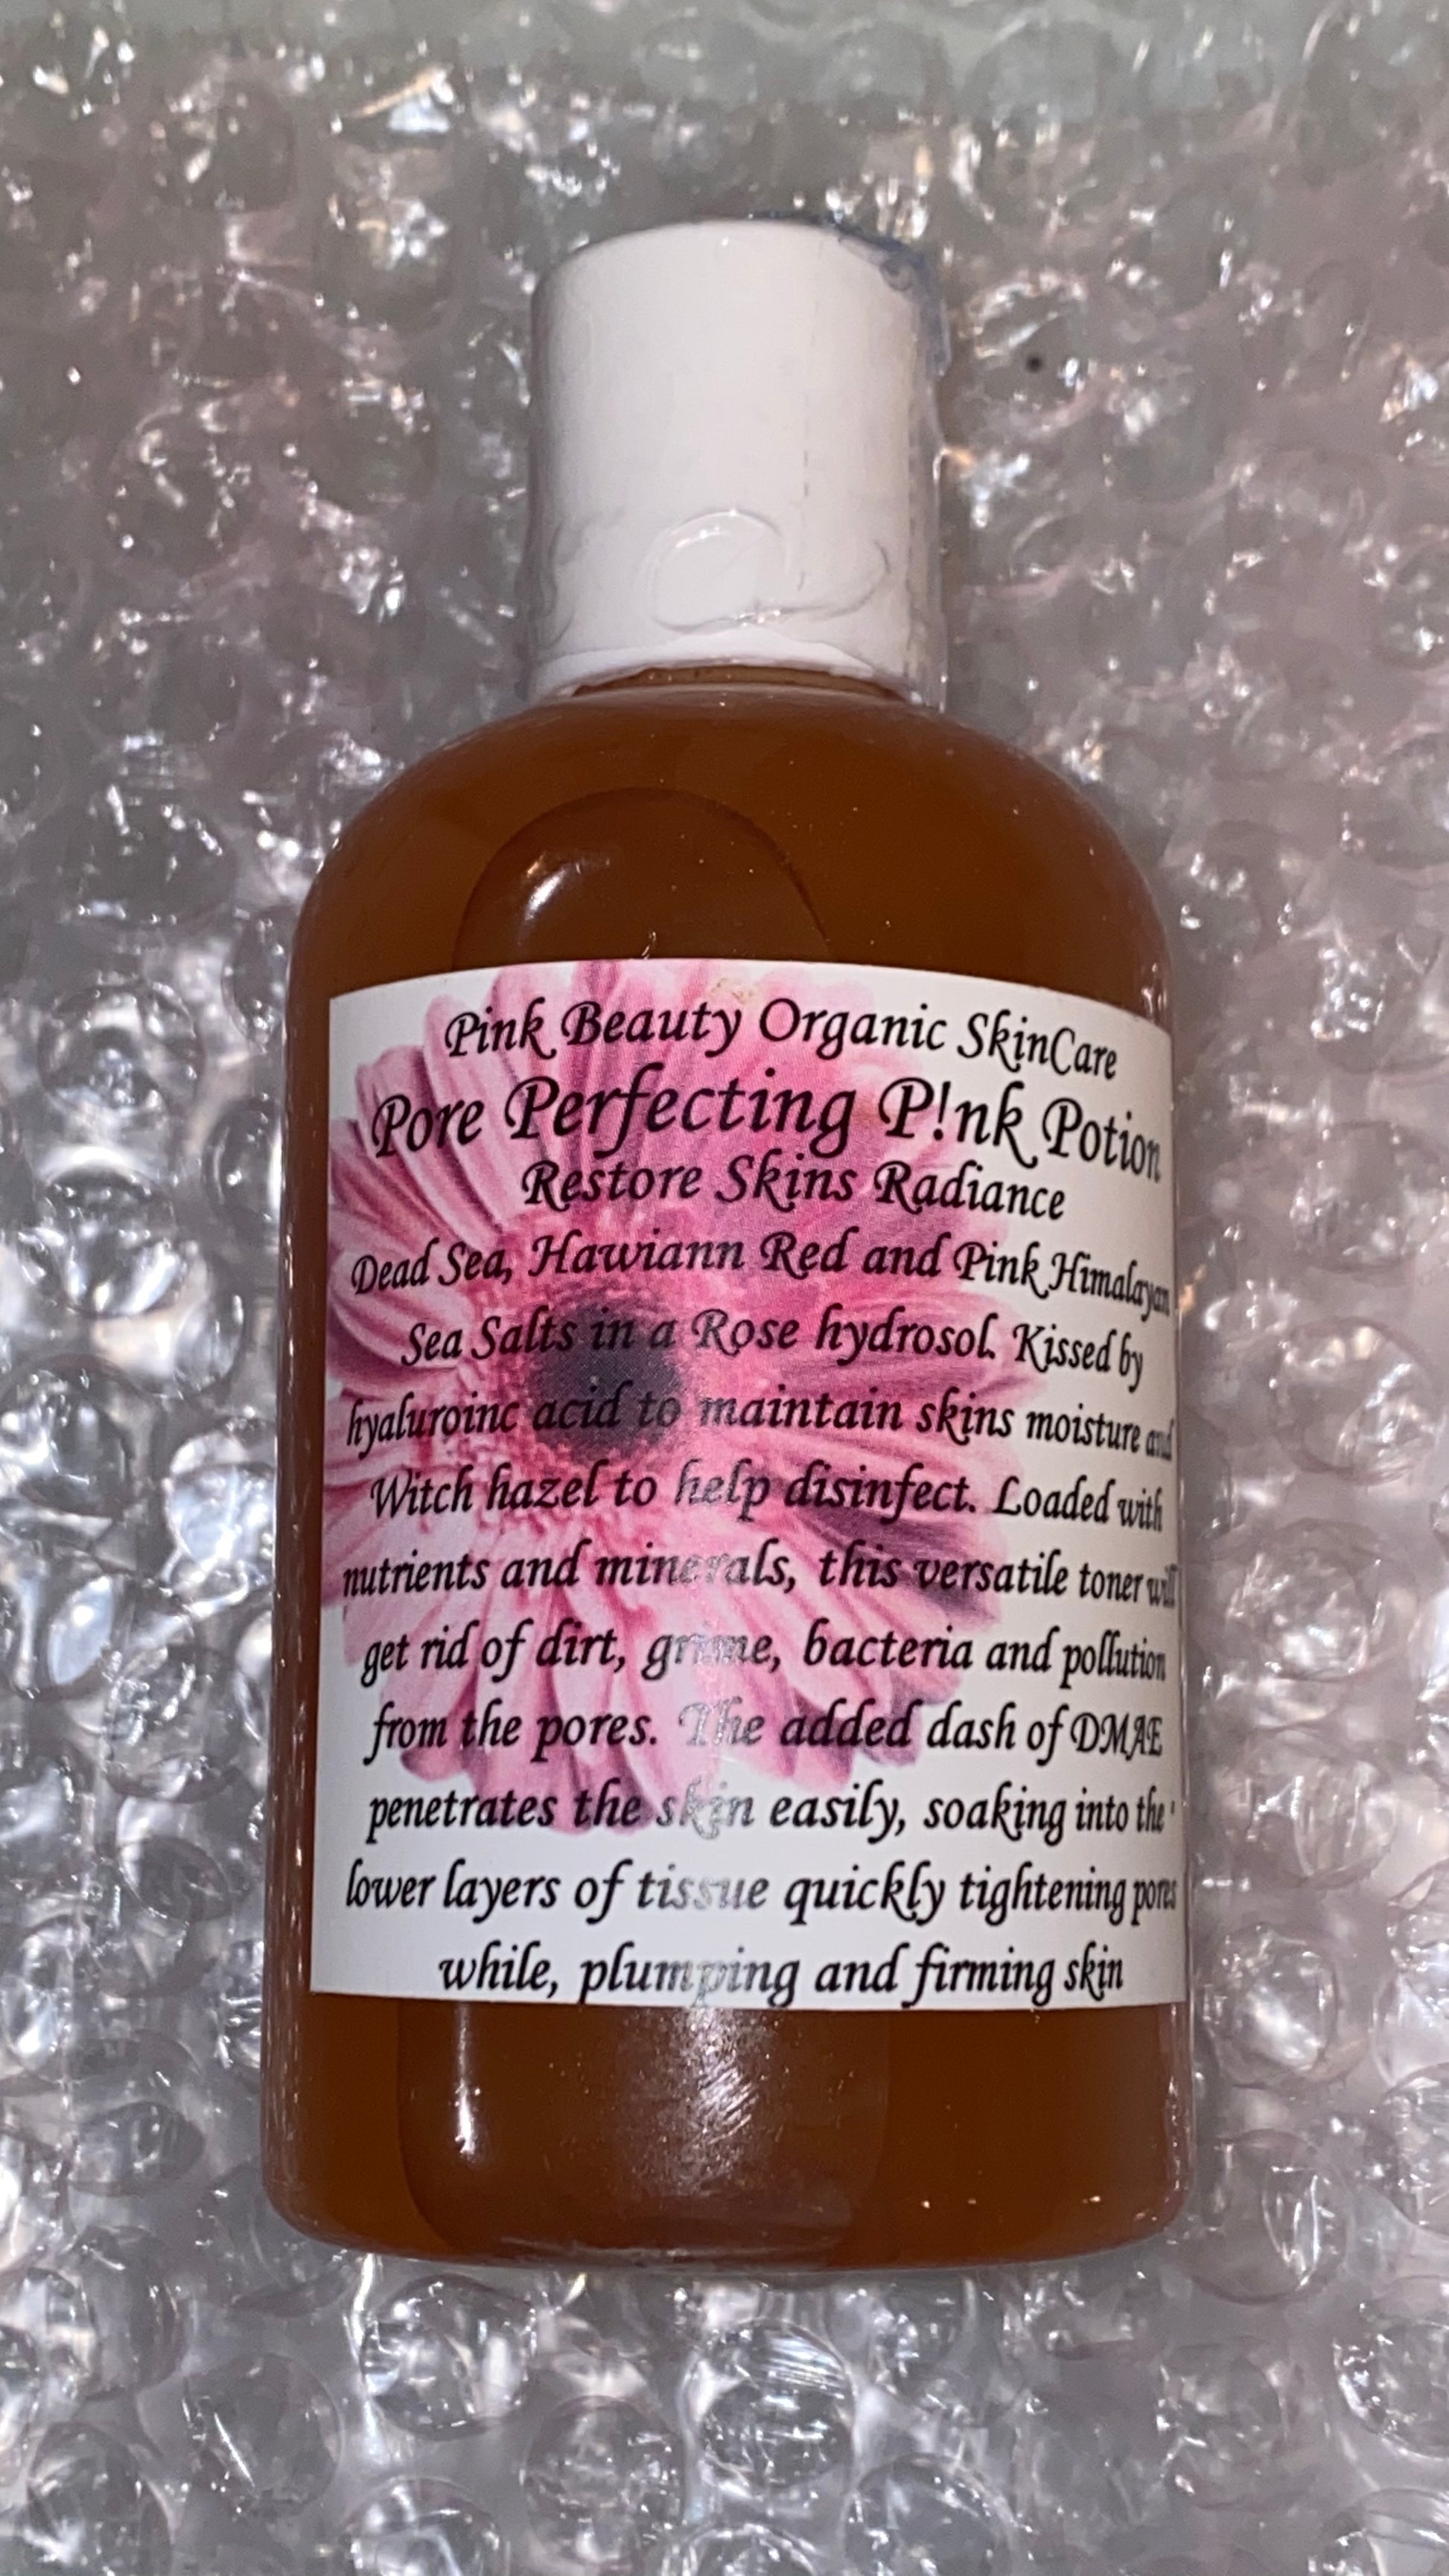 Pink Beauty Organic SkinCare
Pore Perfecting P!nk Potion
Restore Skins Radiance
Dead Sea, Hawiann Red and Pink Himalayan
Sea Salts in a Rose hydrosol. Kissed by
hyaluroinc acid to maintain skins moisture and
Witch hazel to help disinfect. Loaded with
nutrients and minerals, this versatile toner will
get rid of dirt, grime, bacteria and pollution
from the pores. The added dash of DMAE
penetrates the skin easily, soaking into the
lower layers of tissue quickly tightening pores
while, plumping and firming skin